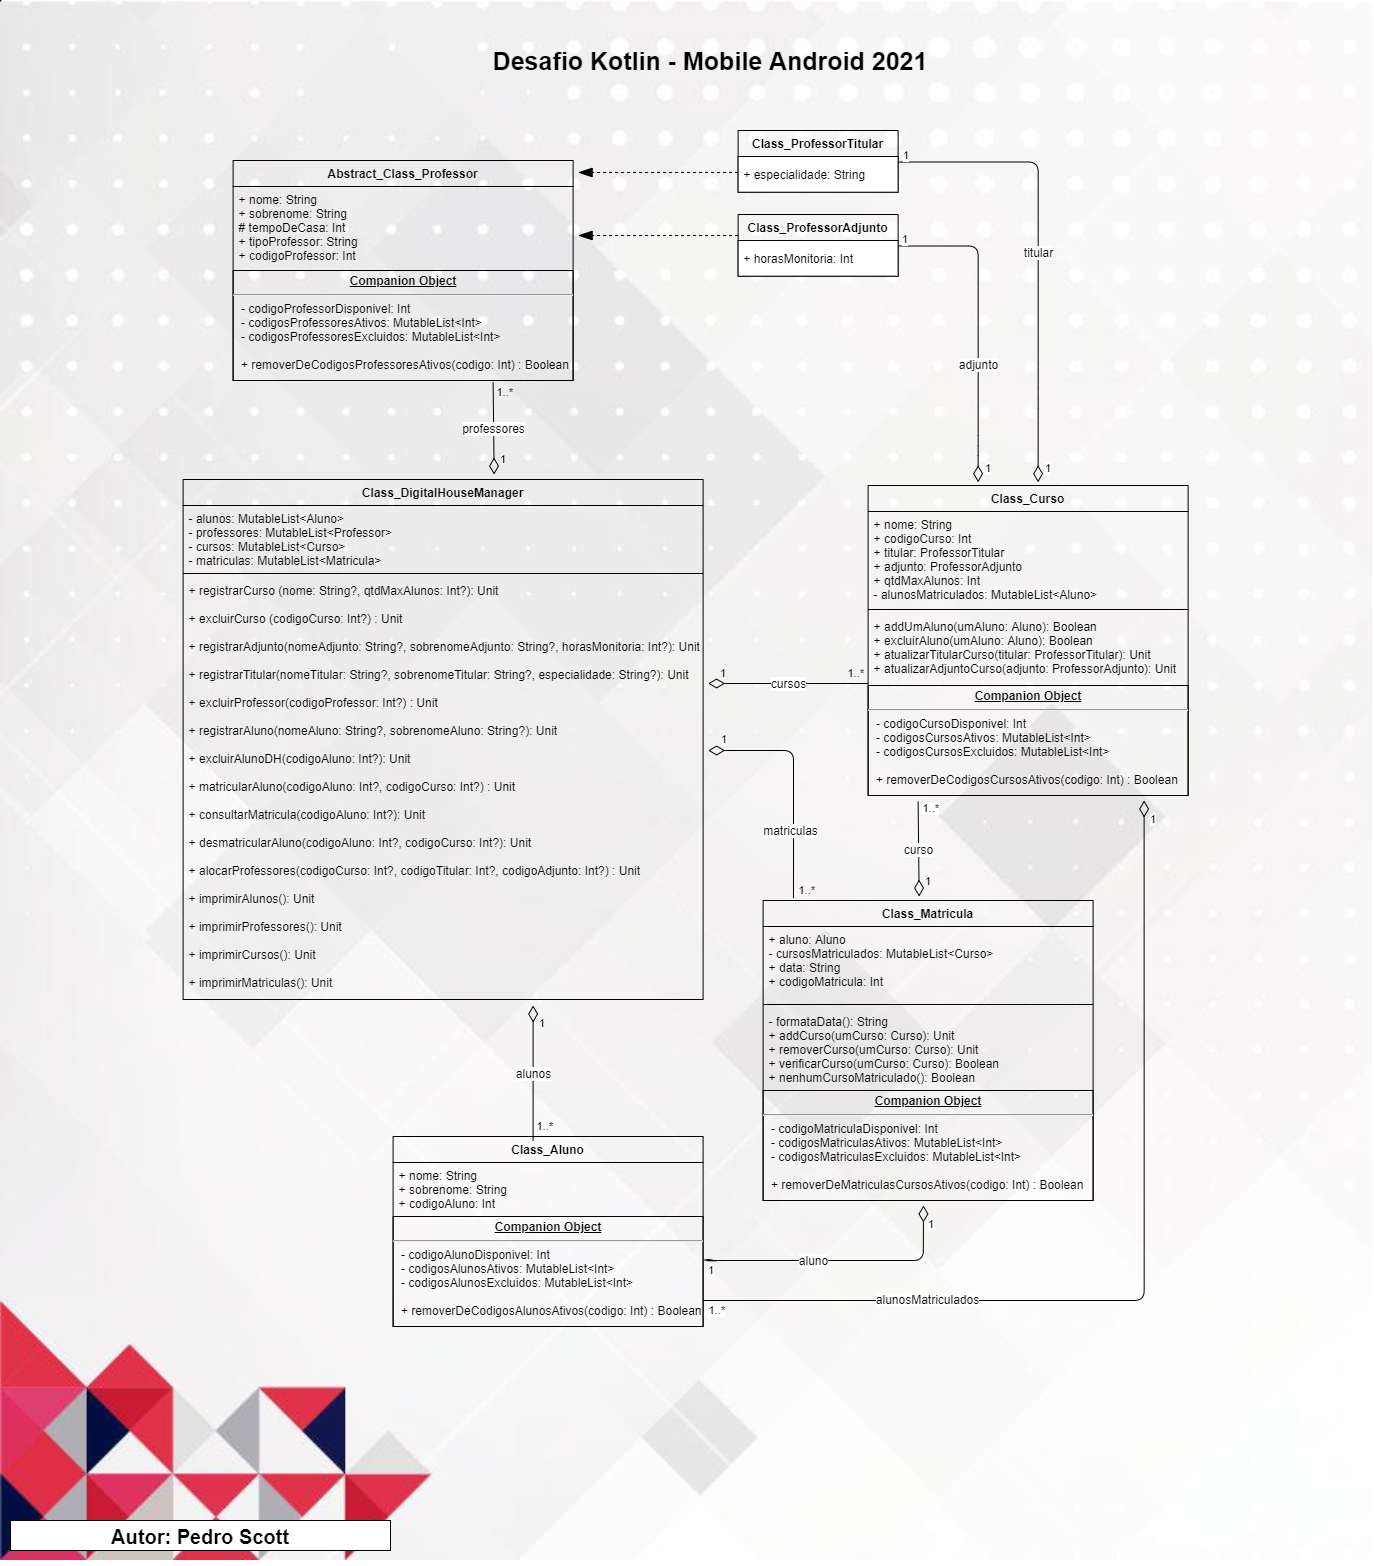 Desafio Kotlin - Mobile Android 2021
Abstract_Class_Professor
+ nome: String
+ sobrenome: String
# tempoDeCasa: Int
+ tipoProfessor: String
+ codigoProfessor: Int
Companion Object
- codigoProfessorDisponivel: Int
- codigosProfessoresAtivos: MutableList<Int>
- codigosProfessoresExcluidos: MutableList<Int>
+ removerDeCodigosProfessoresAtivos(codigo: Int) : Boolean
Class_ProfessorTitular
+ especialidade: String
1
Class_ProfessorAdjunto
+ horasMonitoria: Int
1
titular
adjunto
1..*
professores
1
1
1
Class_DigitalHouseManager
- alunos: MutableList<Aluno>
- professores: MutableList<Professor>
- cursos: MutableList<Curso>
- matriculas: MutableList<Matricula>
+ registrarCurso (nome: String?, qtdMaxAlunos: Int?): Unit
+ excluirCurso (codigoCurso: Int?) : Unit
+ registrarAdjunto(nomeAdjunto: String?, sobrenomeAdjunto: String?, horasMonitoria: Int?): Unit
+ registrarTitular(nomeTitular: String?, sobrenomeTitular: String?, especialidade: String?): Unit
+ excluirProfessor(codigoProfessor: Int?) : Unit
+ registrarAluno(nomeAluno: String?, sobrenomeAluno: String?): Unit
+ excluirAlunoDH(codigoAluno: Int?): Unit
+ matricularAluno(codigoAluno: Int?, codigoCurso: Int?) : Unit
+ consultarMatricula(codigoAluno: Int?): Unit
+ desmatricularAluno(codigoAluno: Int?, codigoCurso: Int?): Unit
+ alocarProfessores(codigoCurso: Int?, codigoTitular: Int?, codigoAdjunto: Int?) : Unit
+ imprimirAlunos(): Unit
+ imprimirProfessores(): Unit
+ imprimirCursos(): Unit
+ imprimirMatriculas(): Unit
Class_Curso
+ nome: String
+ codigoCurso: Int
+ titular: ProfessorTitular
+ adjunto: ProfessorAdjunto
+ qtdMaxAlunos: Int
- alunosMatriculados: MutableList<Aluno>
+ addUmAluno(umAluno: Aluno): Boolean
+ excluirAluno(umAluno: Aluno): Boolean
+ atualizarTitularCurso(titular: ProfessorTitular): Unit
+ atualizarAdjuntoCurso(adjunto: ProfessorAdjunto): Unit
Companion Object
- codigoCursoDisponivel: Int
- codigosCursosAtivos: MutableList<Int>
- codigosCursosExcluidos: MutableList<Int>
+ removerDeCodigosCursosAtivos(codigo: Int) : Boolean
1
cursos
1..*
1
matriculas
1..*
1..*
curso
1
1
Class_Matricula
+ aluno: Aluno
- cursosMatriculados: MutableList<Curso>
+ data: String
+ codigoMatricula: Int
- formataData(): String
+ addCurso(umCurso: Curso): Unit
+ removerCurso(umCurso: Curso): Unit
+ verificarCurso(umCurso: Curso): Boolean
+ nenhumCursoMatriculado(): Boolean
Companion Object
- codigoMatriculaDisponivel: Int
- codigosMatriculasAtivos: MutableList<Int>
- codigosMatriculasExcluidos: MutableList<Int>
+ removerDeMatriculasCursosAtivos(codigo: Int) : Boolean
1
alunos
1..*
Class_Aluno
+ nome: String
+ sobrenome: String
+ codigoAluno: Int
Companion Object
- codigoAlunoDisponivel: Int
- codigosAlunosAtivos: MutableList<Int>
- codigosAlunosExcluidos: MutableList<Int>
+ removerDeCodigosAlunosAtivos(codigo: Int) : Boolean
1
aluno
1
1..*
alunosMatriculados
Autor: Pedro Scott